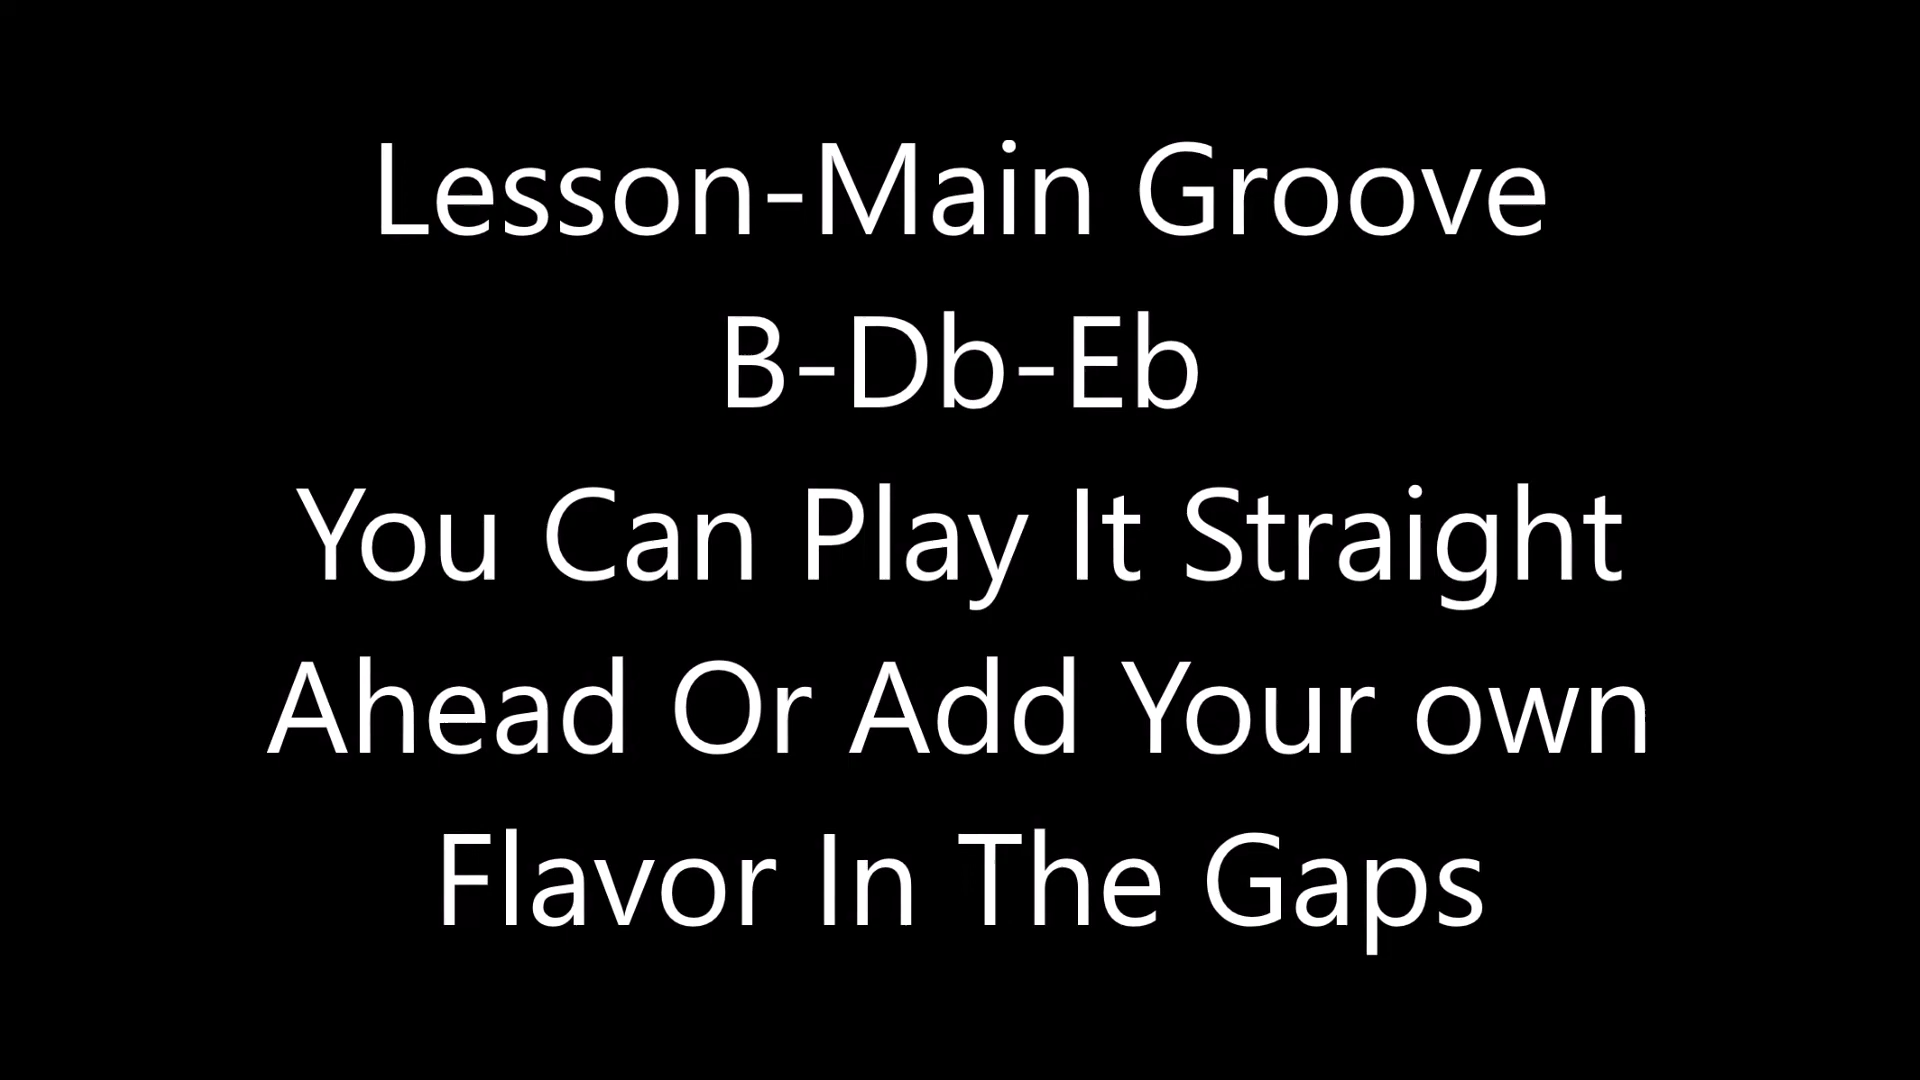 Lesson-Main Groove
B-Db-Eb
You Can Play It Straight
Ahead Or Add Your own
Flavor In The Gaps